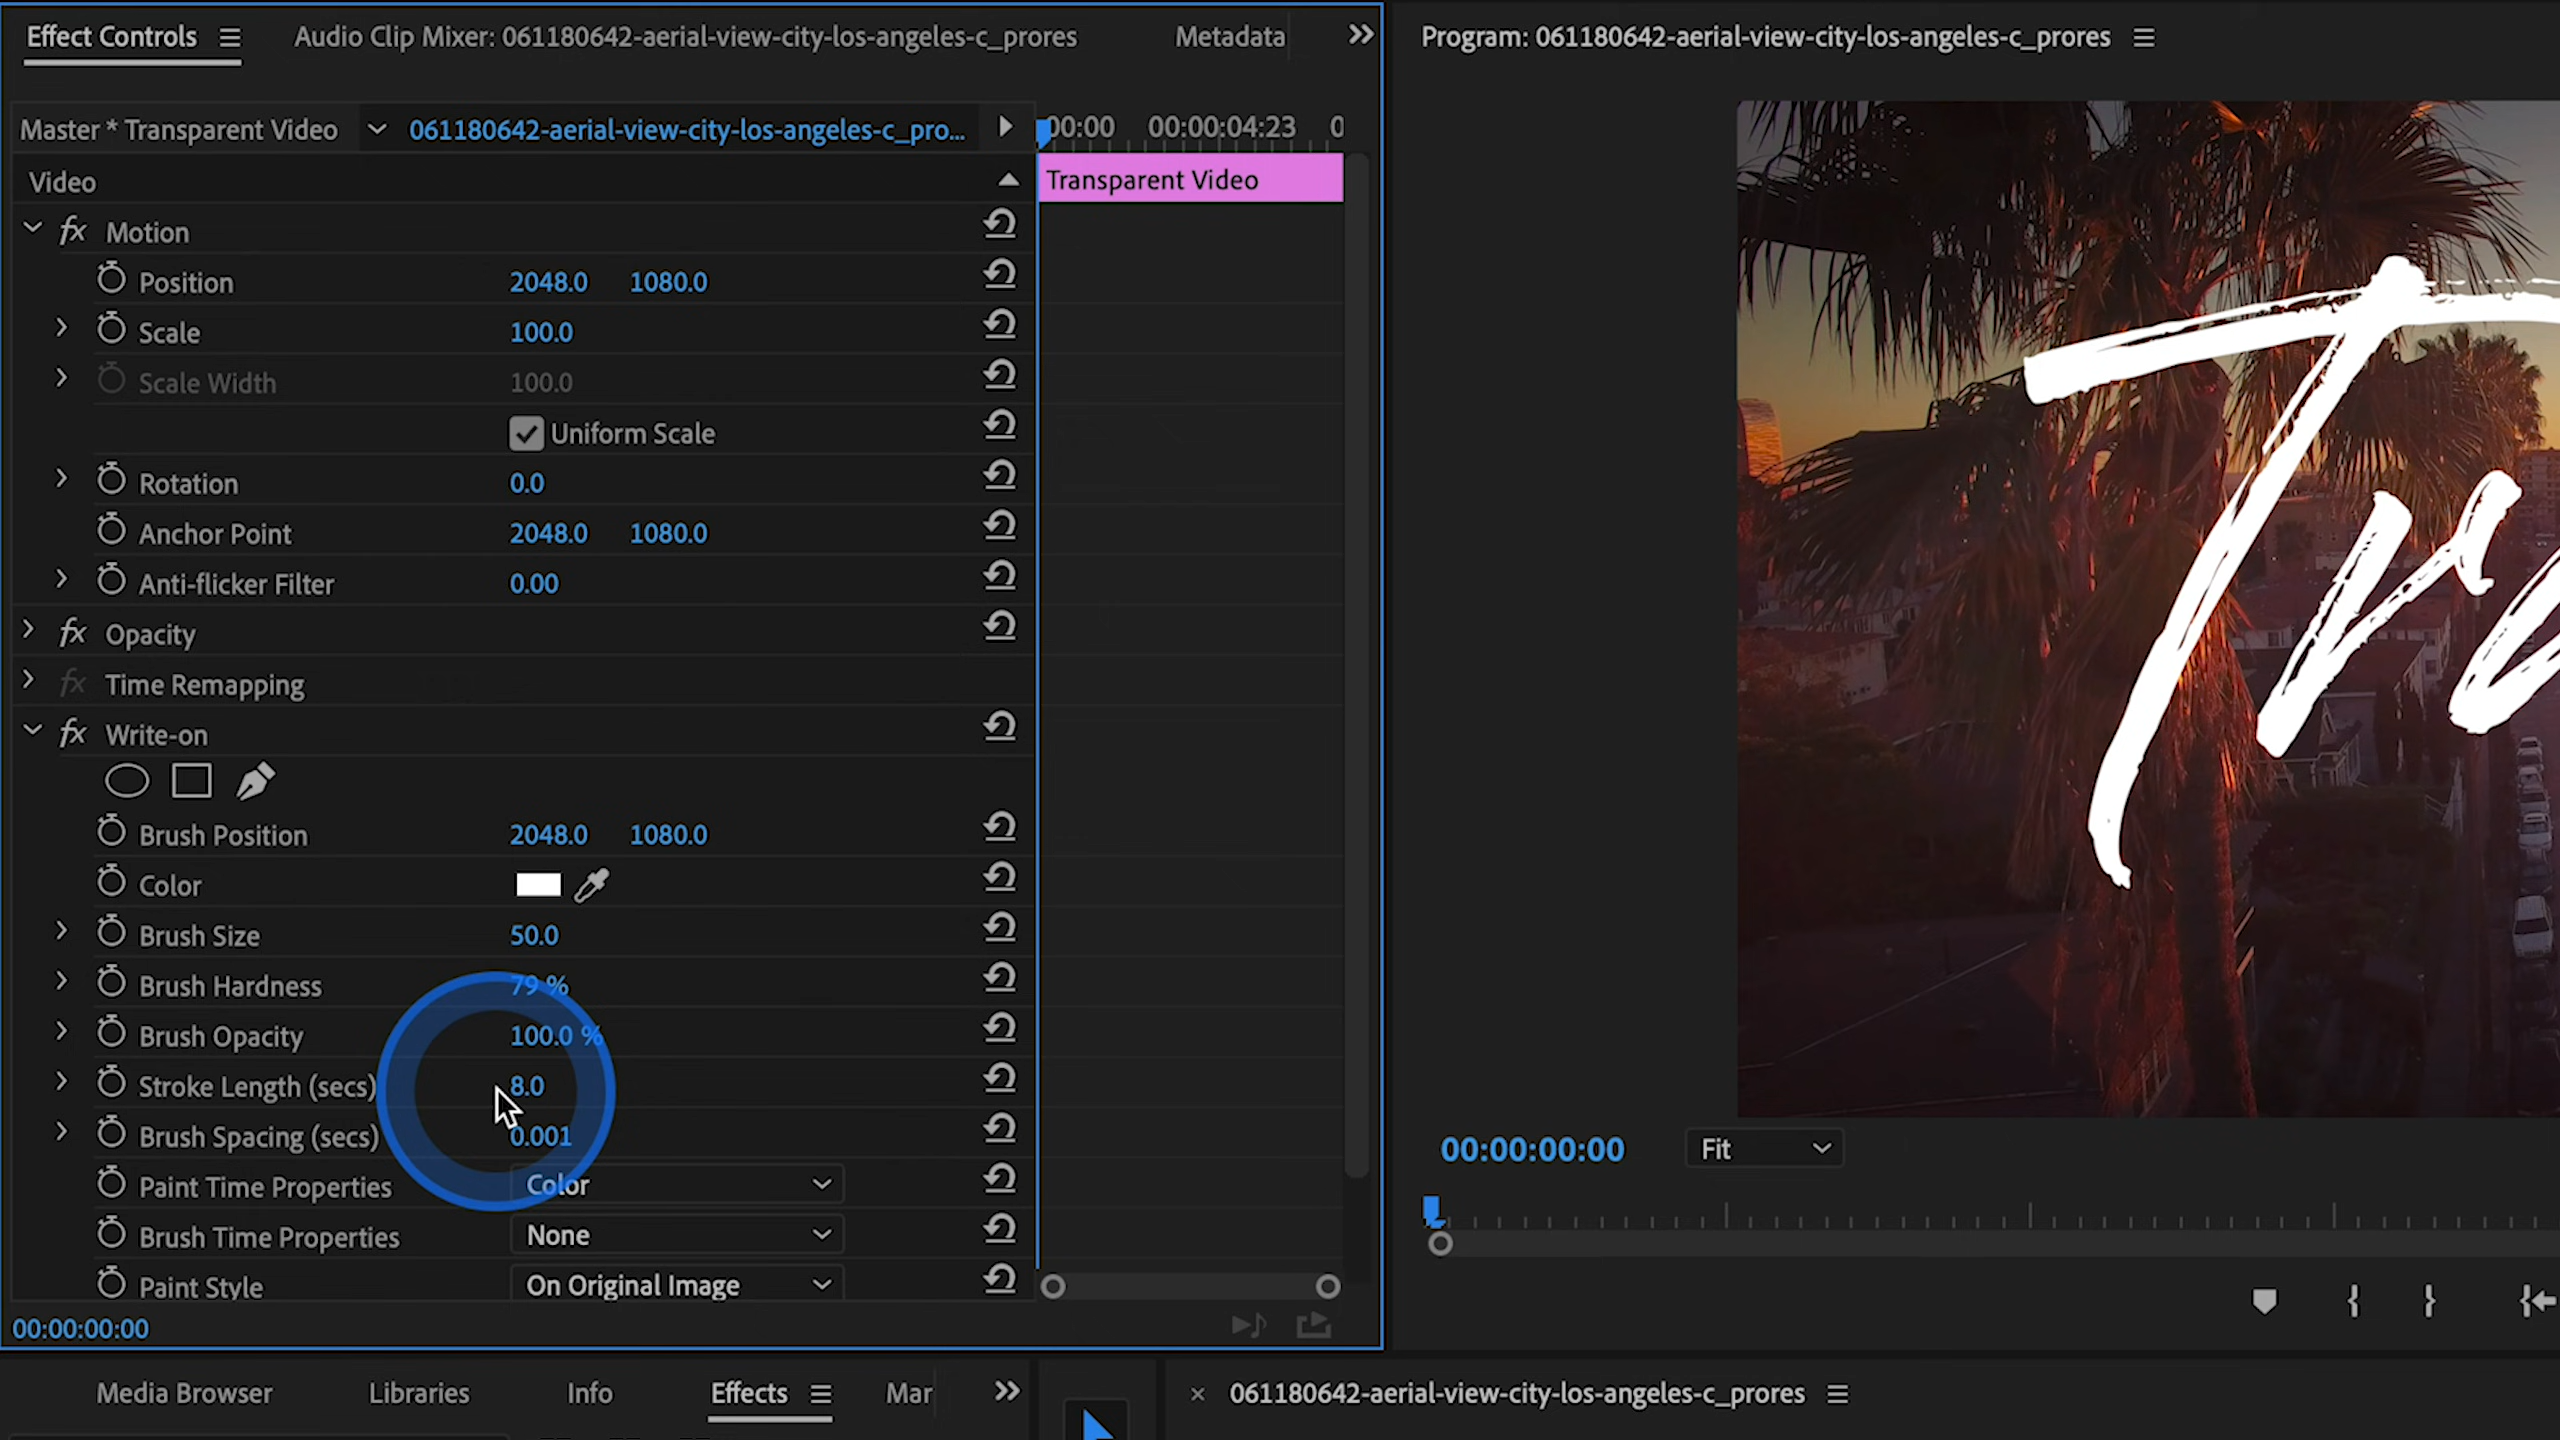 Effect Controls
Audio Clip Mixer: 061180642-aerial-view-city-los-angeles-c_prores
Metadata
Program: 061180642-aerial-view-city-los-angeles-c_prores
Master * Transparent Video
061180642-aerial-view-city-los-angeles-c_pro...
00:00
00:00:04:23
0
Video
Transparent Video
fx Motion
Position 2048.0 1080.0
Scale 100.0
Scale Width 100.0
Uniform Scale
Rotation 0.0
Anchor Point 2048.0 1080.0
Anti-flicker Filter 0.00
fx Opacity
fx Time Remapping
fx Write-on
Brush Position 2048.0 1080.0
Color
Brush Size 50.0
Brush Hardness 79 %
Brush Opacity 100.0 %
Stroke Length (secs) 8.0
Brush Spacing (secs) 0.001
Paint Time Properties Color
Brush Time Properties None
Paint Style On Original Image
00:00:00:00
00:00:00:00
Fit
Media Browser
Libraries
Info
Effects
Mar
061180642-aerial-view-city-los-angeles-c_prores